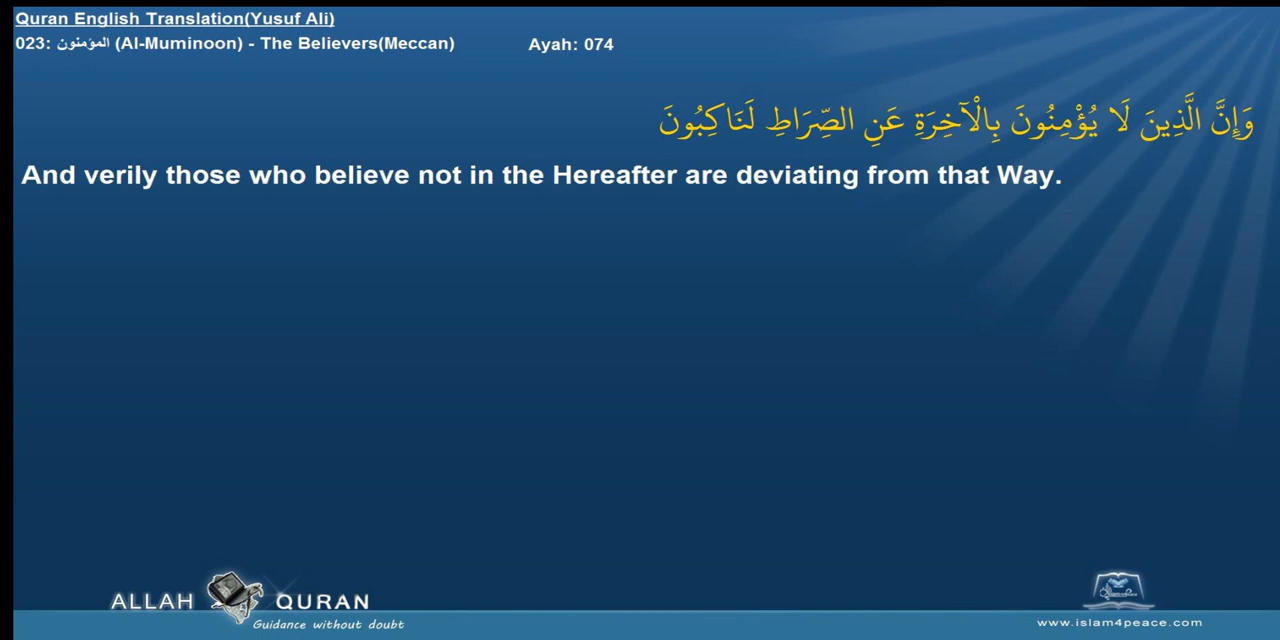 Quran English Translation(Yusuf Ali)
023: المؤمنون (Al-Muminoon) - The Believers(Meccan) Ayah: 074
وَإِنَّ الَّذِينَ لَا يُؤْمِنُونَ بِالْآخِرَةِ عَنِ الصِّرَاطِ لَنَاكِبُونَ
And verily those who believe not in the Hereafter are deviating from that Way.
ALLAH QURAN
Guidance without doubt
www.islam4peace.com